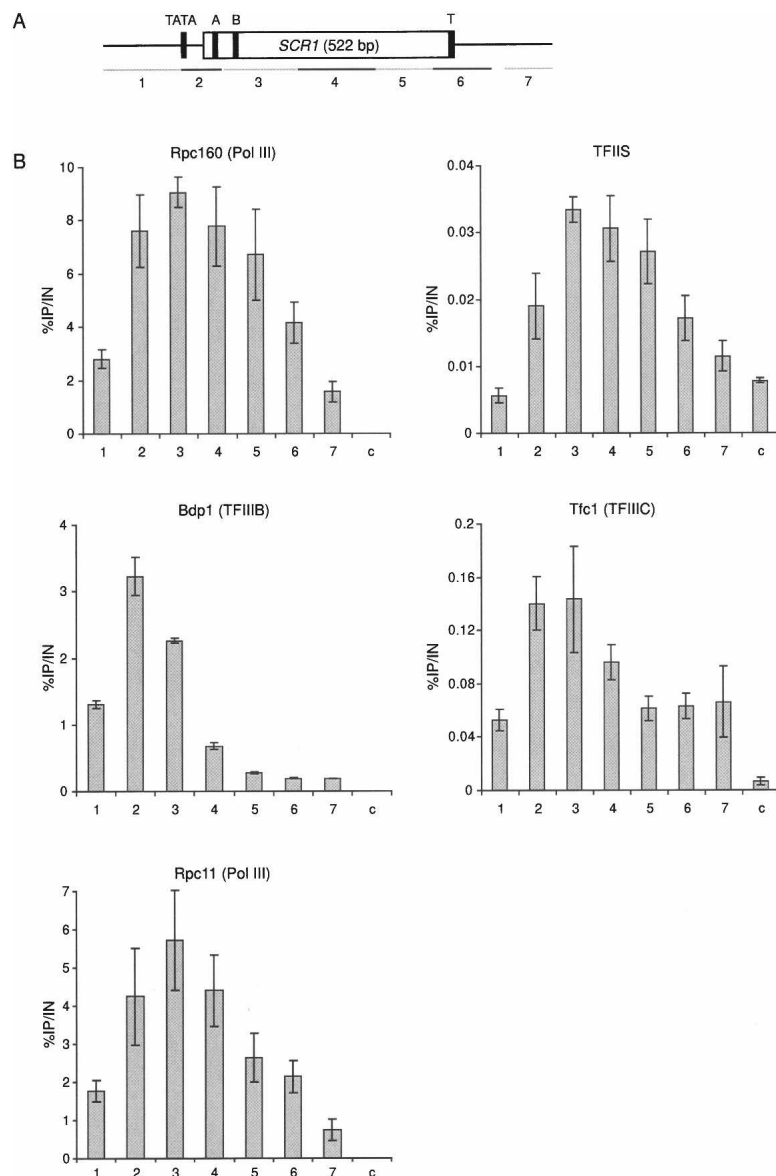 A
TATA A B T
SCR1 (522 bp)
1 2 3 4 5 6 7
B
Rpc160 (Pol III)
%IP/IN
10
8
6
4
2
0
1 2 3 4 5 6 7 c
TFIIS
%IP/IN
0.04
0.03
0.02
0.01
0
1 2 3 4 5 6 7 c
Bdp1 (TFIIIB)
%IP/IN
4
3
2
1
0
1 2 3 4 5 6 7 c
Tfc1 (TFIIIC)
%IP/IN
0.2
0.16
0.12
0.08
0.04
0
1 2 3 4 5 6 7 c
Rpc11 (Pol III)
%IP/IN
7
6
5
4
3
2
1
0
1 2 3 4 5 6 7 c